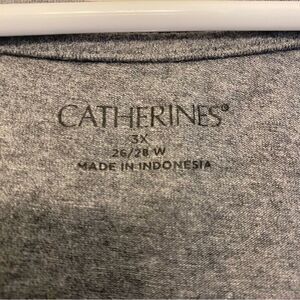 CATHERINES®
3X
26/28 W
MADE IN INDONESIA